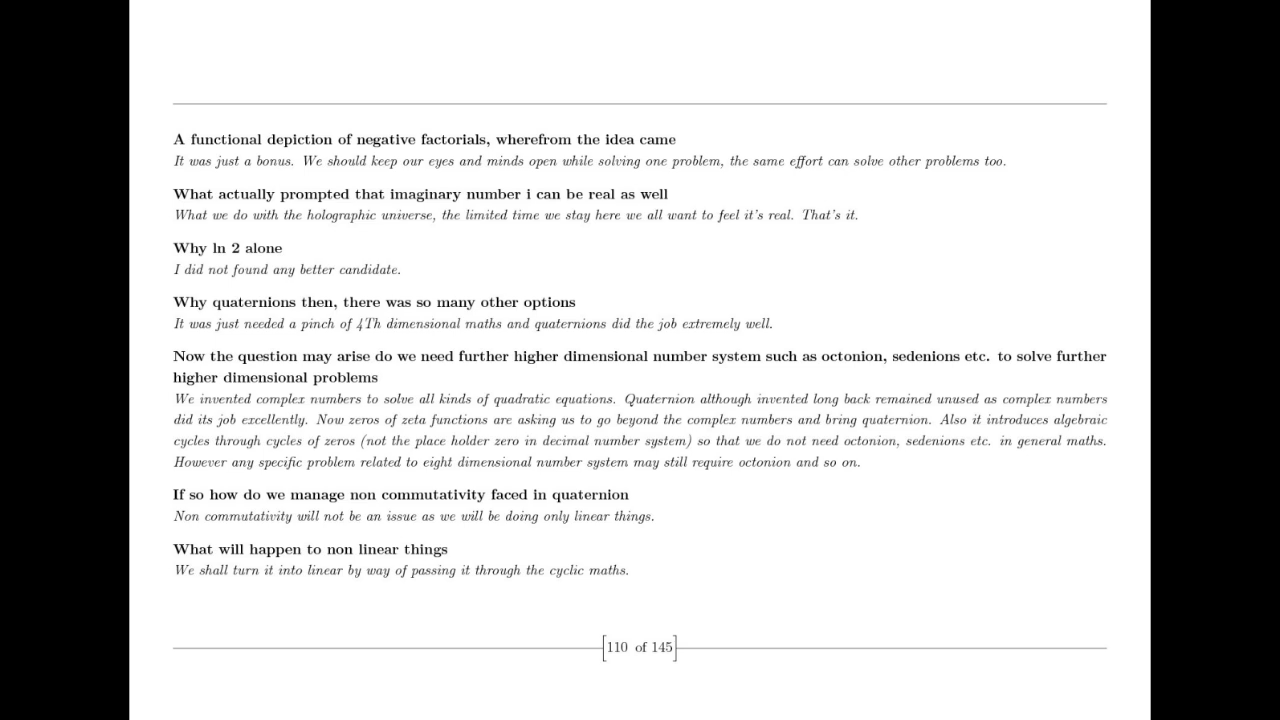 A functional depiction of negative factorials, wherefrom the idea came
It was just a bonus. We should keep our eyes and minds open while solving one problem, the same effort can solve other problems too.
What actually prompted that imaginary number i can be real as well
What we do with the holographic universe, the limited time we stay here we all want to feel it's real. That's it.
Why ln 2 alone
I did not found any better candidate.
Why quaternions then, there was so many other options
It was just needed a pinch of 4Th dimensional maths and quaternions did the job extremely well.
Now the question may arise do we need further higher dimensional number system such as octonion, sedenions etc. to solve further
higher dimensional problems
We invented complex numbers to solve all kinds of quadratic equations. Quaternion although invented long back remained unused as complex numbers
did its job excellently. Now zeros of zeta functions are asking us to go beyond the complex numbers and bring quaternion. Also it introduces algebraic
cycles through cycles of zeros (not the place holder zero in decimal number system) so that we do not need octonion, sedenions etc. in general maths.
However any specific problem related to eight dimensional number system may still require octonion and so on.
If so how do we manage non commutativity faced in quaternion
Non commutativity will not be an issue as we will be doing only linear things.
What will happen to non linear things
We shall turn it into linear by way of passing it through the cyclic maths.
[110 of 145]